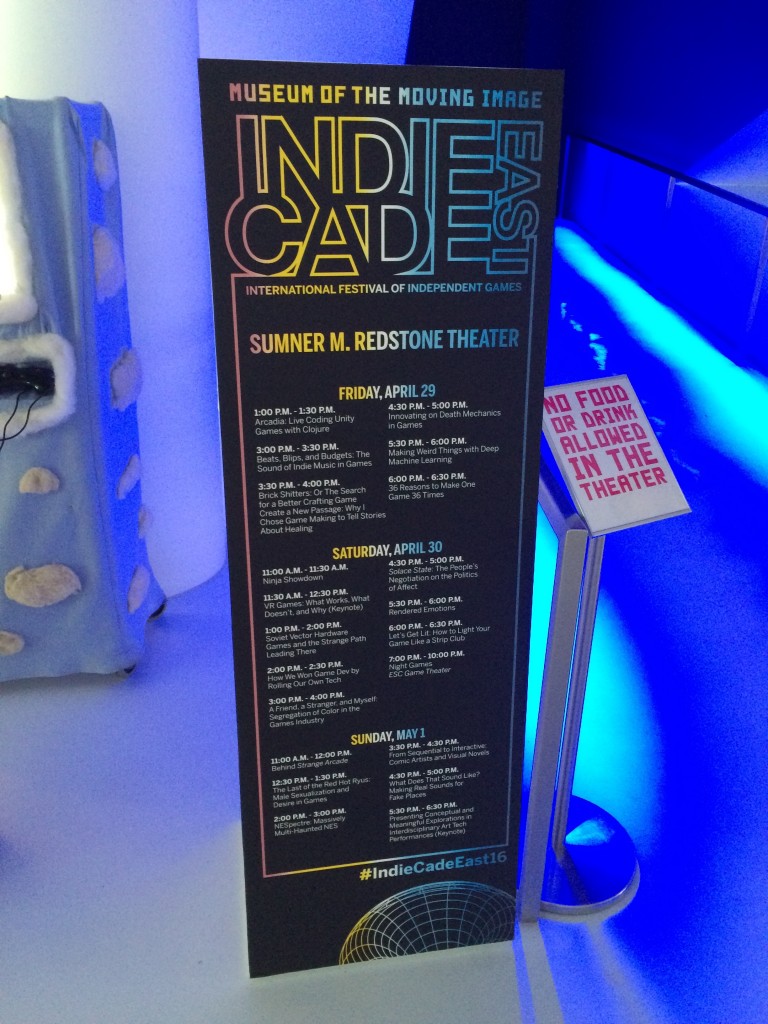 MUSEUM OF THE MOVING IMAGE
INDIE
CADE
EAST
INTERNATIONAL FESTIVAL OF INDEPENDENT GAMES
SUMNER M. REDSTONE THEATER
FRIDAY, APRIL 29
1:00 P.M. - 1:30 P.M.
Arcadia: Live Coding Unity
Games with Clojure
3:00 P.M. - 3:30 P.M.
Beats, Blips, and Budgets: The
Sound of Indie Music in Games
3:30 P.M. - 4:00 P.M.
Brick Shitters: Or The Search
for a Better Crafting Game
Create a New Passage: Why I
Chose Game Making to Tell Stories
About Healing
4:30 P.M. - 5:00 P.M.
Innovating on Death Mechanics
in Games
5:30 P.M. - 6:00 P.M.
Making Weird Things with Deep
Machine Learning
6:00 P.M. - 6:30 P.M.
36 Reasons to Make One
Game 36 Times
SATURDAY, APRIL 30
11:00 A.M. - 11:30 A.M.
Ninja Showdown
11:30 A.M. - 12:30 P.M.
VR Games: What Works, What
Doesn't, and Why (Keynote)
1:00 P.M. - 2:00 P.M.
Soviet Vector Hardware
Games and the Strange Path
Leading There
2:00 P.M. - 2:30 P.M.
How We Won Game Dev by
Rolling Our Own Tech
3:00 P.M. - 4:00 P.M.
A Friend, a Stranger, and Myself:
Segregation of Color in the
Games Industry
4:30 P.M. - 5:00 P.M.
Solace State: The People's
Negotiation on the Politics
of Affect
5:30 P.M. - 6:00 P.M.
Rendered Emotions
6:00 P.M. - 6:30 P.M.
Let's Get Lit: How to Light Your
Game Like a Strip Club
7:00 P.M. - 10:00 P.M.
Night Games
ESC Game Theater
SUNDAY, MAY 1
11:00 A.M. - 12:00 P.M.
Behind Strange Arcade
12:30 P.M. - 1:30 P.M.
The Last of the Red Hot Ryus:
Male Sexualization and
Desire in Games
2:00 P.M. - 3:00 P.M.
NESpectre: Massively
Multi-Haunted NES
3:30 P.M. - 4:30 P.M.
From Sequential to Interactive:
Comic Artists and Visual Novels
4:30 P.M. - 5:00 P.M.
What Does That Sound Like?
Making Real Sounds for
Fake Places
5:30 P.M. - 6:30 P.M.
Presenting Conceptual and
Meaningful Explorations in
Interdisciplinary Art Tech
Performances (Keynote)
#IndieCadeEast16
NO FOOD
OR DRINK
ALLOWED
IN THE
THEATER